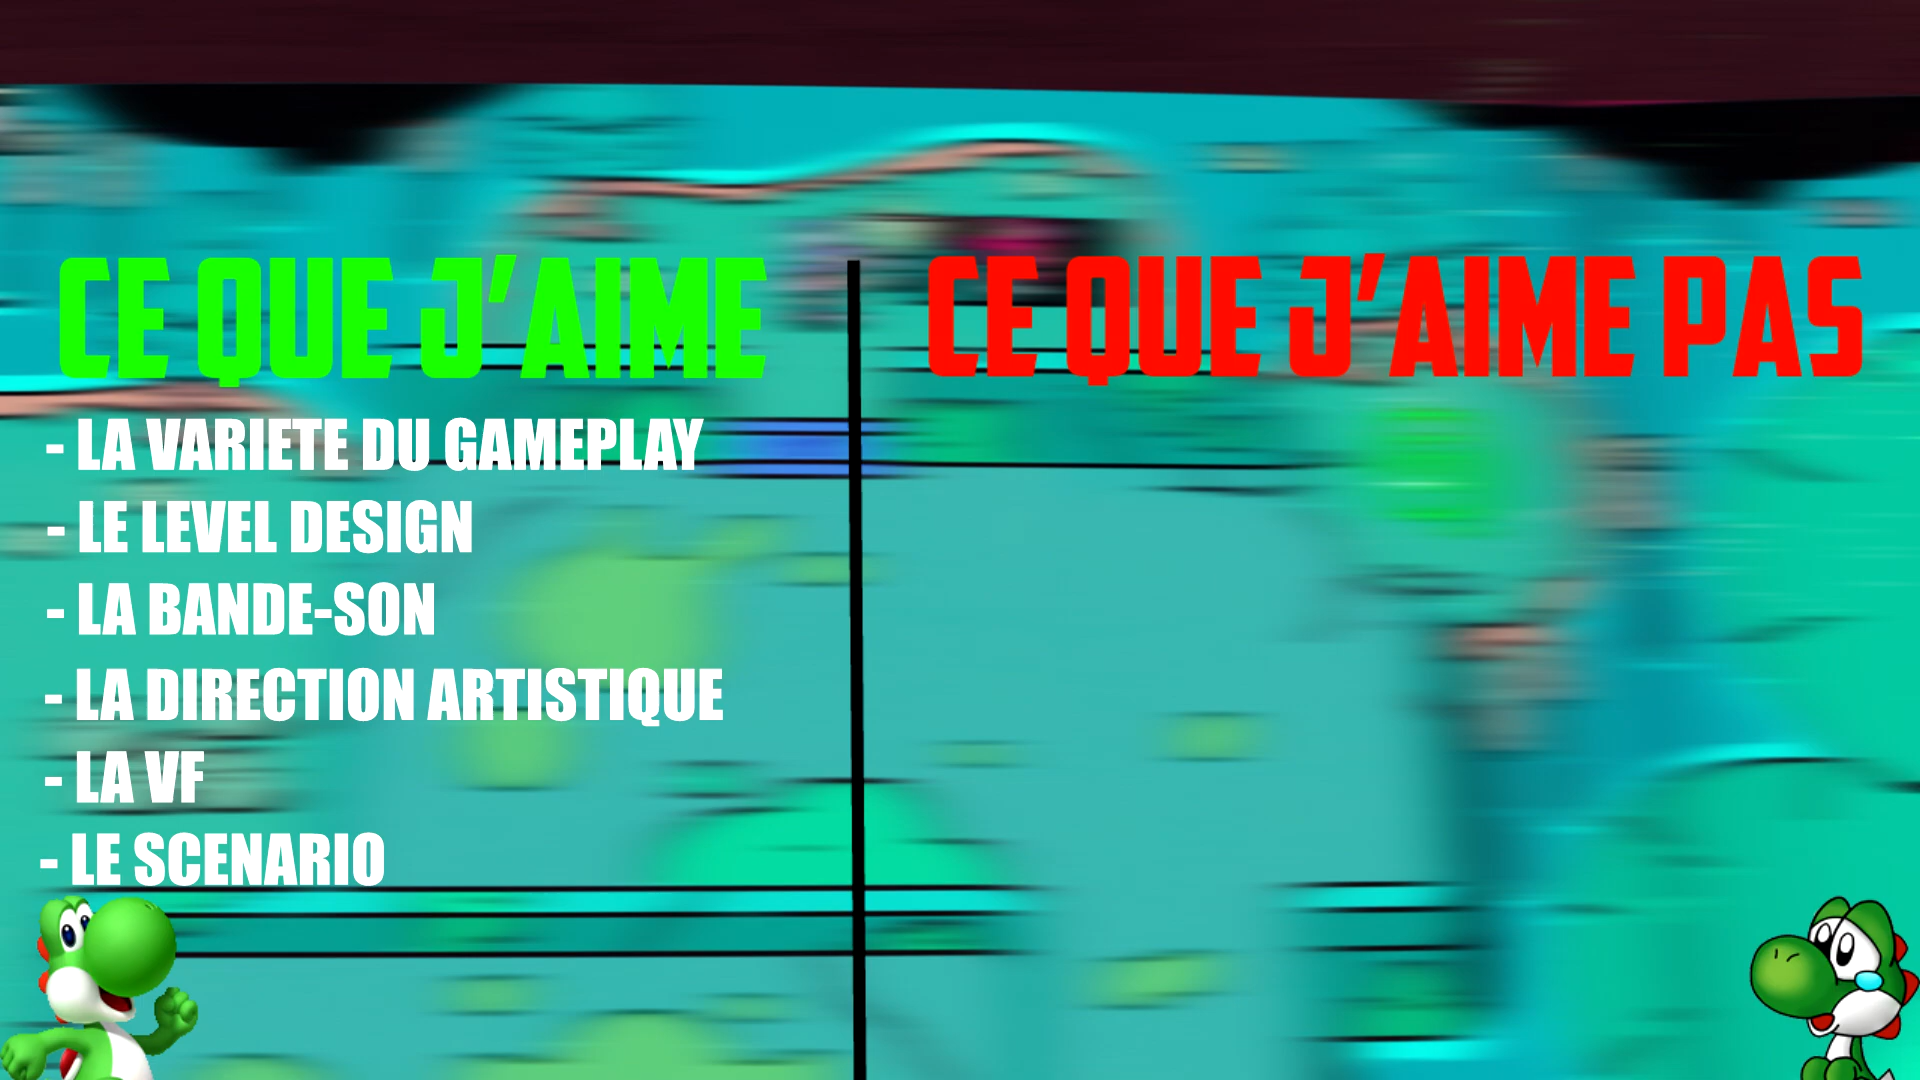 CE QUE J'AIME
CE QUE J'AIME PAS
- LA VARIETE DU GAMEPLAY
- LE LEVEL DESIGN
- LA BANDE-SON
- LA DIRECTION ARTISTIQUE
- LA VF
- LE SCENARIO